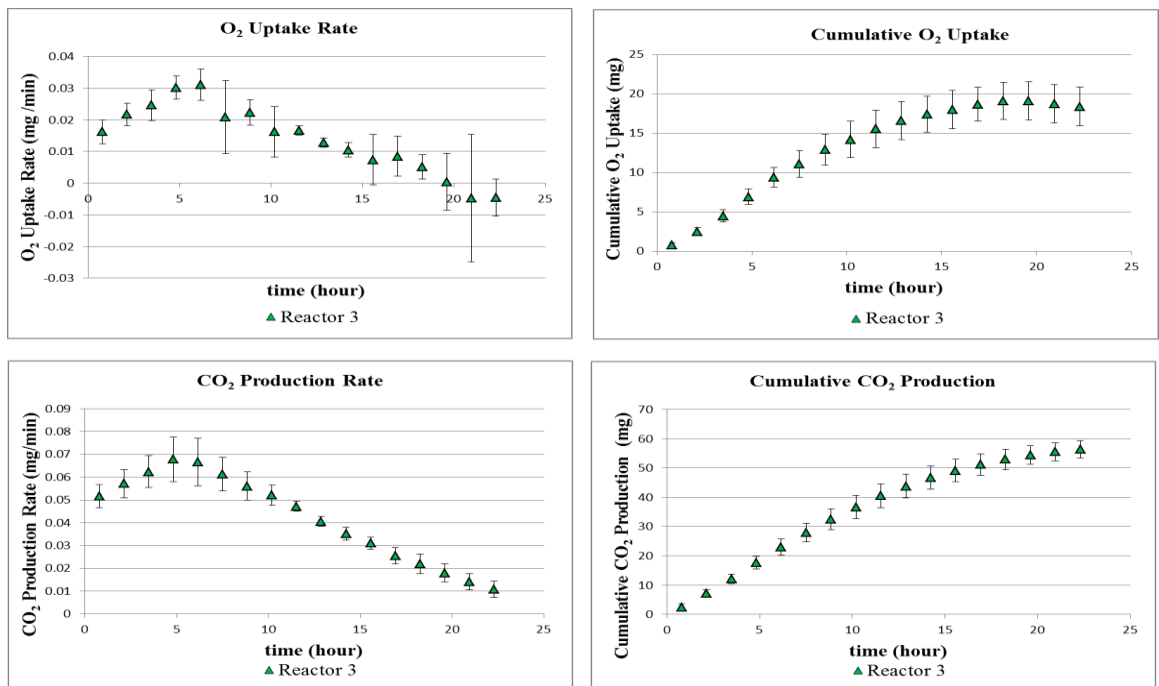 O₂ Uptake Rate
O₂ Uptake Rate (mg /min)
0.04
0.03
0.02
0.01
0
-0.01
-0.02
-0.03
0 5 10 15 20 25
time (hour)
Reactor 3
Cumulative O₂ Uptake
Cumulative O₂ Uptake (mg)
25
20
15
10
5
0
0 5 10 15 20 25
time (hour)
Reactor 3
CO₂ Production Rate
CO₂ Production Rate (mg/min)
0.09
0.08
0.07
0.06
0.05
0.04
0.03
0.02
0.01
0
0 5 10 15 20 25
time (hour)
Reactor 3
Cumulative CO₂ Production
Cumulative CO₂ Production (mg)
70
60
50
40
30
20
10
0
0 5 10 15 20 25
time (hour)
Reactor 3